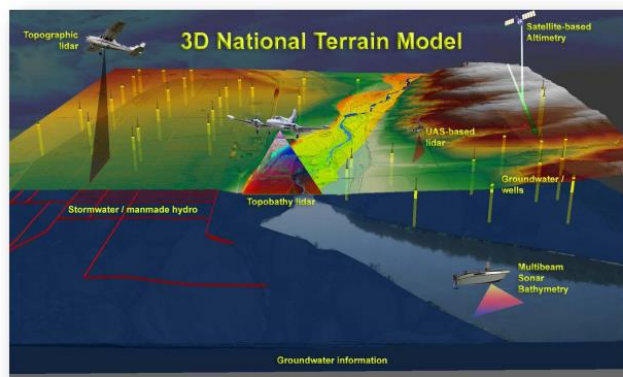 3D National Terrain Model
Topographic
lidar
Satellite-based
Altimetry
UAS-based
lidar
Groundwater /
wells
Stormwater / manmade hydro
Topobathy lidar
Multibeam
Sonar
Bathymetry
Groundwater information